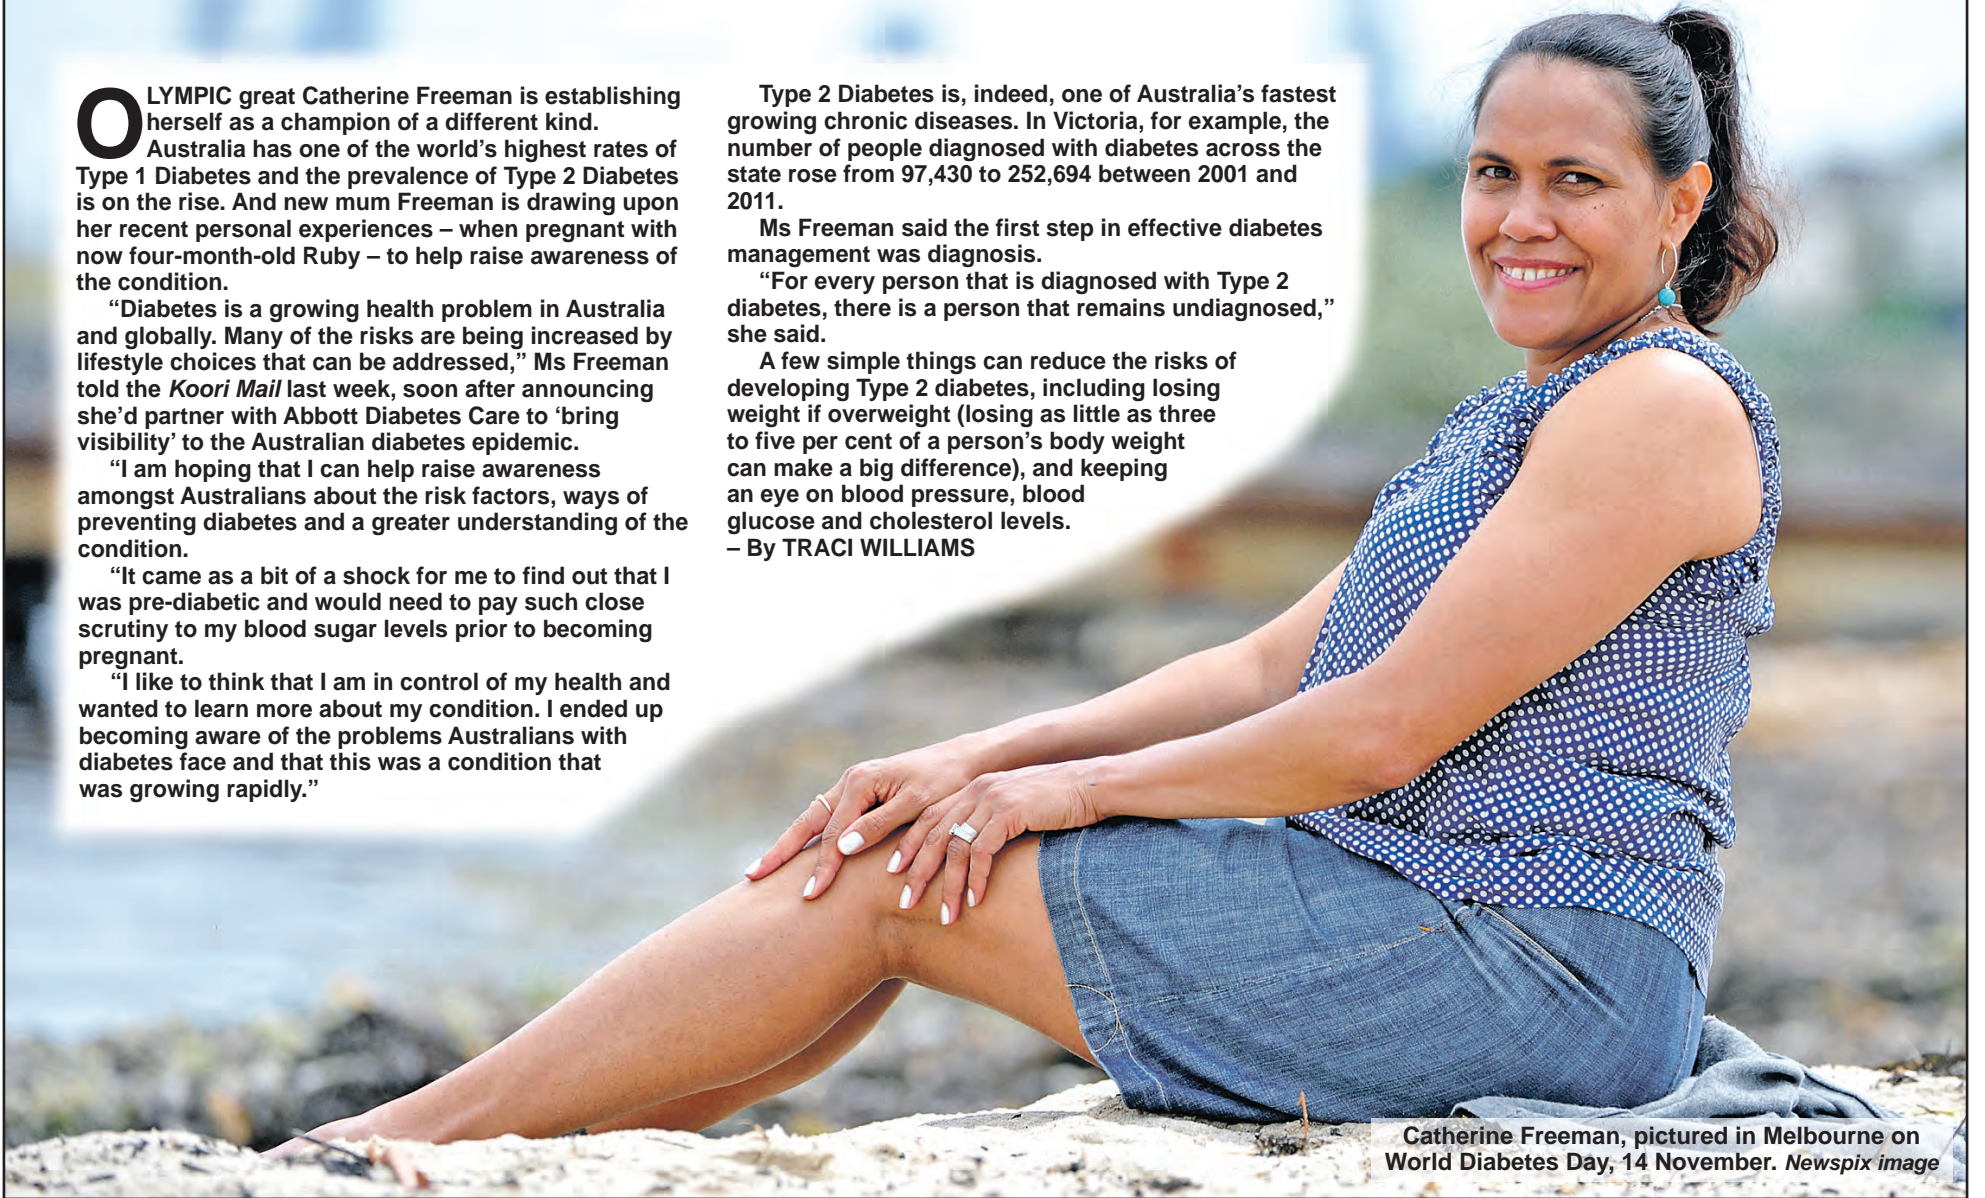 OLYMPIC great Catherine Freeman is establishing
herself as a champion of a different kind.
Australia has one of the world’s highest rates of
Type 1 Diabetes and the prevalence of Type 2 Diabetes
is on the rise. And new mum Freeman is drawing upon
her recent personal experiences – when pregnant with
now four-month-old Ruby – to help raise awareness of
the condition.
“Diabetes is a growing health problem in Australia
and globally. Many of the risks are being increased by
lifestyle choices that can be addressed,” Ms Freeman
told the Koori Mail last week, soon after announcing
she’d partner with Abbott Diabetes Care to ‘bring
visibility’ to the Australian diabetes epidemic.
“I am hoping that I can help raise awareness
amongst Australians about the risk factors, ways of
preventing diabetes and a greater understanding of the
condition.
“It came as a bit of a shock for me to find out that I
was pre-diabetic and would need to pay such close
scrutiny to my blood sugar levels prior to becoming
pregnant.
“I like to think that I am in control of my health and
wanted to learn more about my condition. I ended up
becoming aware of the problems Australians with
diabetes face and that this was a condition that
was growing rapidly.”
Type 2 Diabetes is, indeed, one of Australia’s fastest
growing chronic diseases. In Victoria, for example, the
number of people diagnosed with diabetes across the
state rose from 97,430 to 252,694 between 2001 and
2011.
Ms Freeman said the first step in effective diabetes
management was diagnosis.
“For every person that is diagnosed with Type 2
diabetes, there is a person that remains undiagnosed,”
she said.
A few simple things can reduce the risks of
developing Type 2 diabetes, including losing
weight if overweight (losing as little as three
to five per cent of a person’s body weight
can make a big difference), and keeping
an eye on blood pressure, blood
glucose and cholesterol levels.
– By TRACI WILLIAMS
Catherine Freeman, pictured in Melbourne on
World Diabetes Day, 14 November. Newspix image